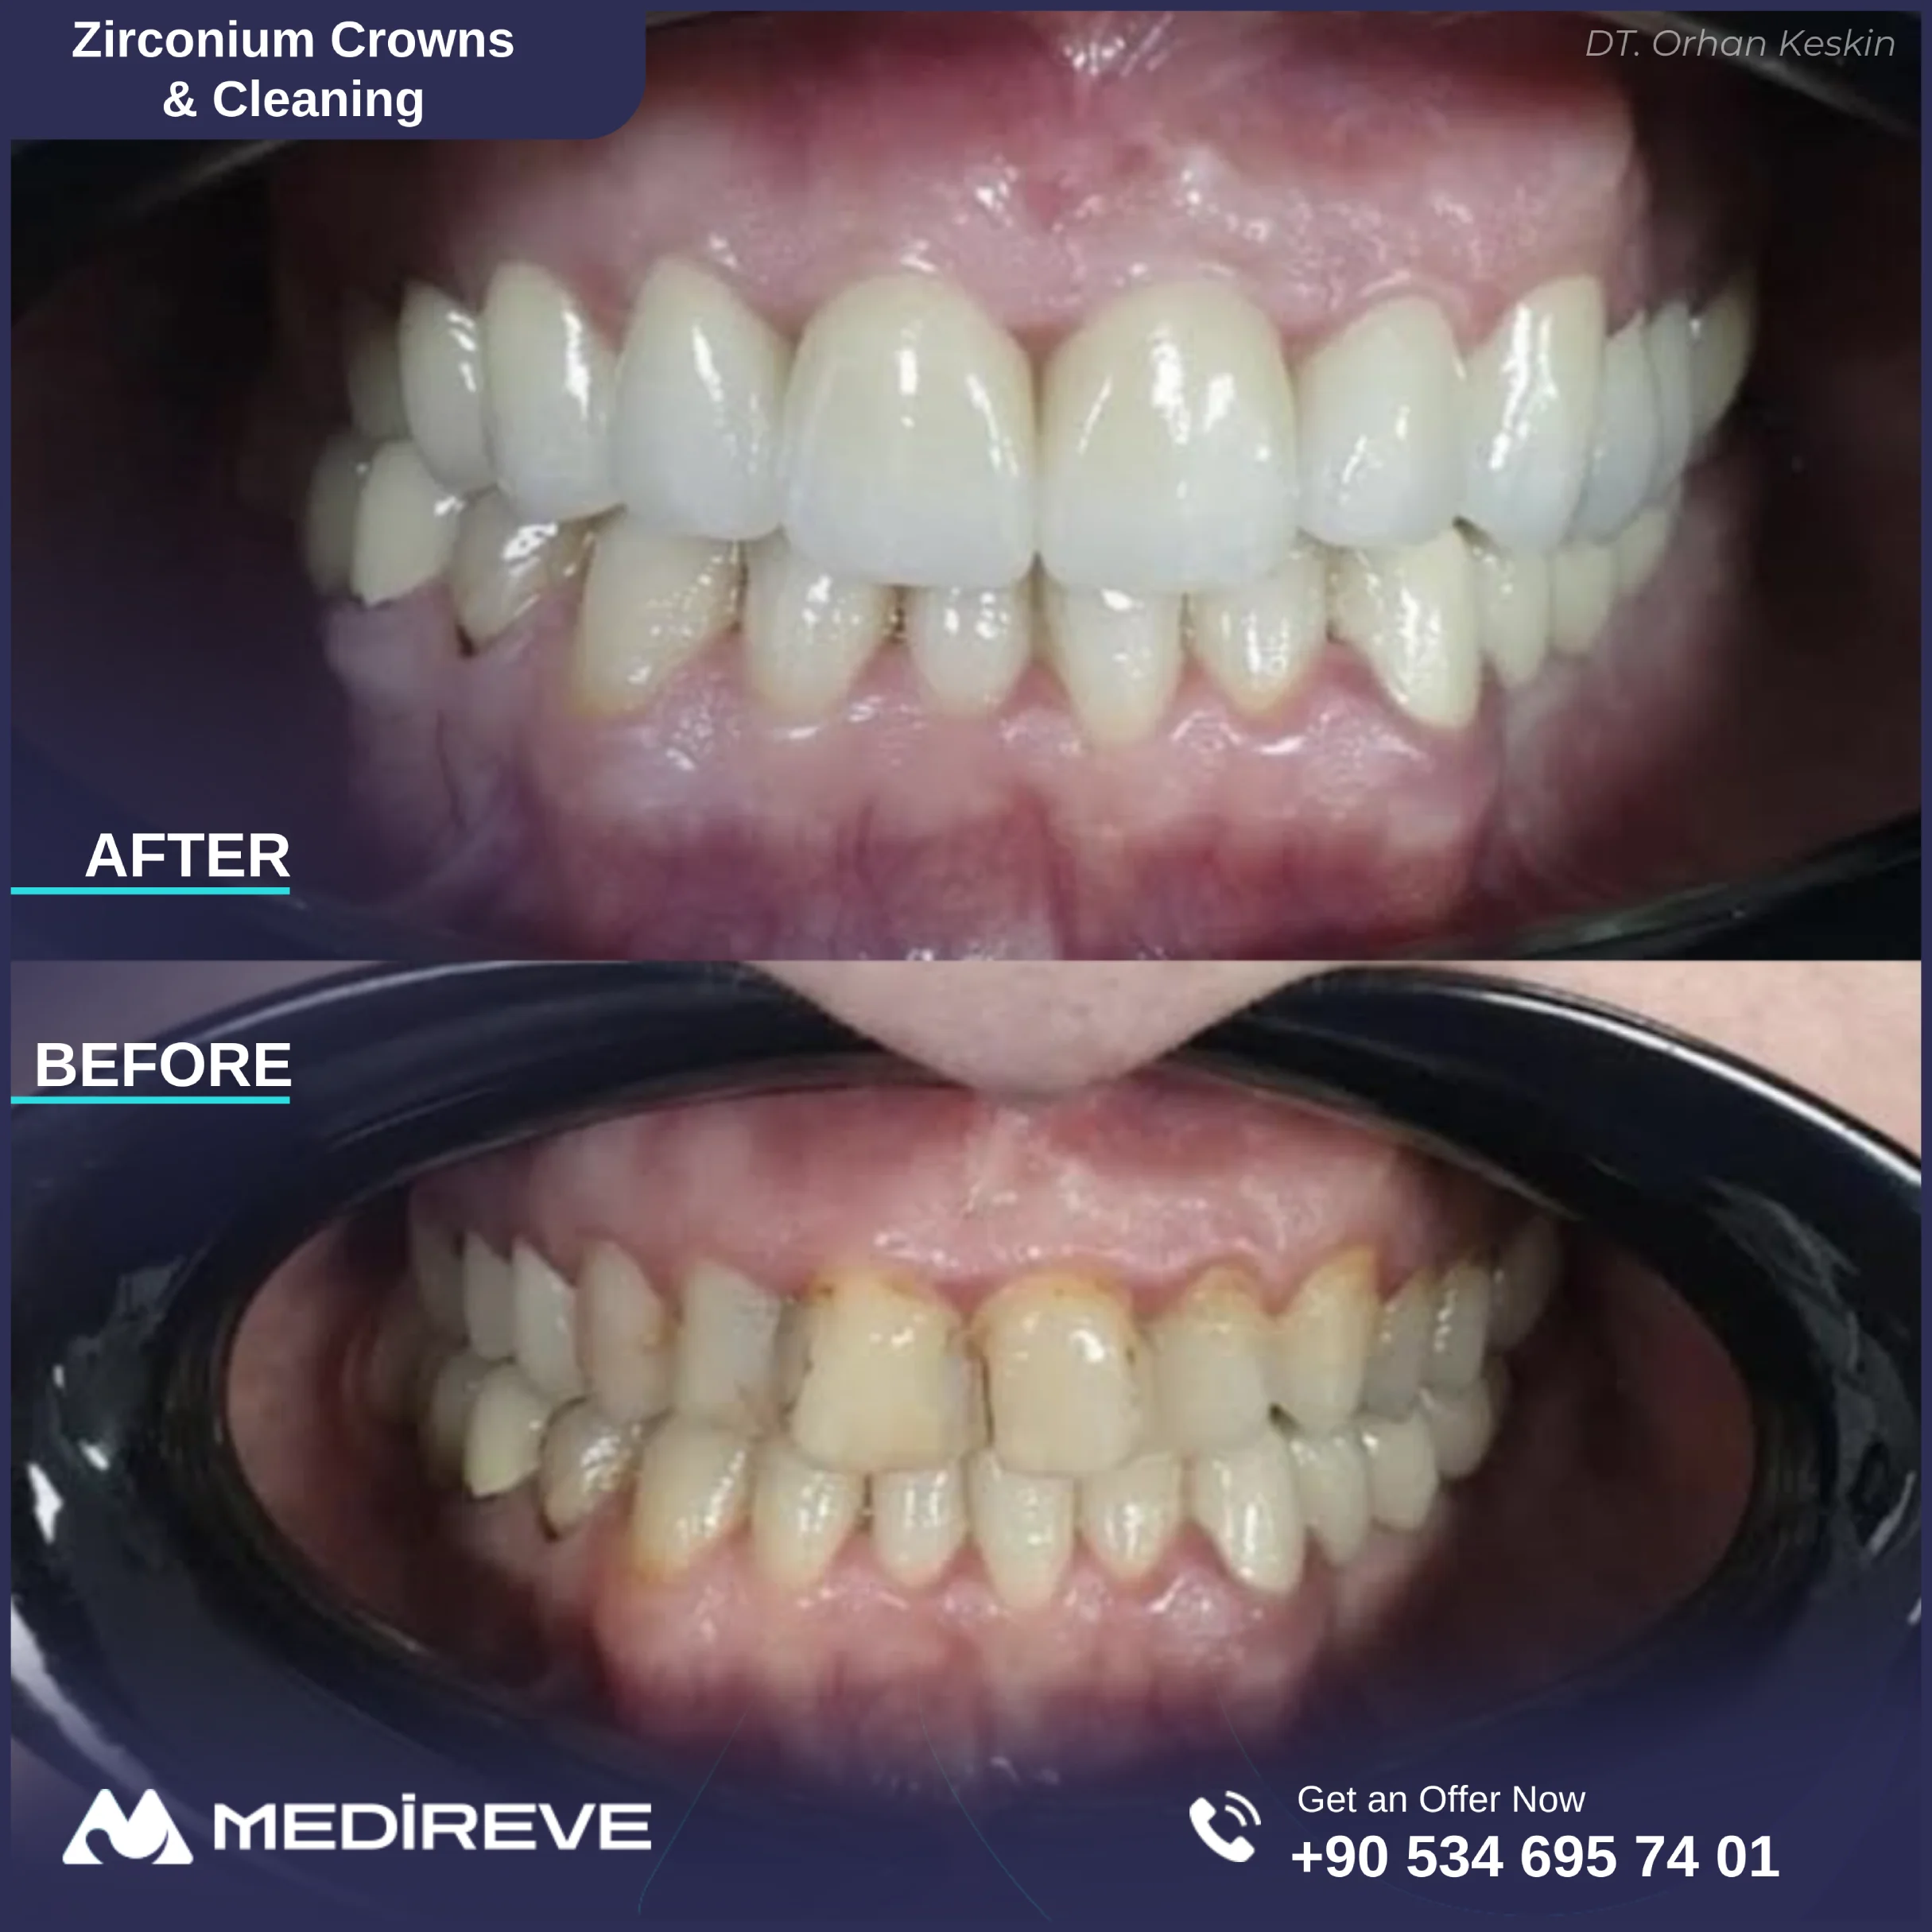 Zirconium Crowns
& Cleaning
DT. Orhan Keskin
AFTER
BEFORE
MEDİREVE
Get an Offer Now
+90 534 695 74 01